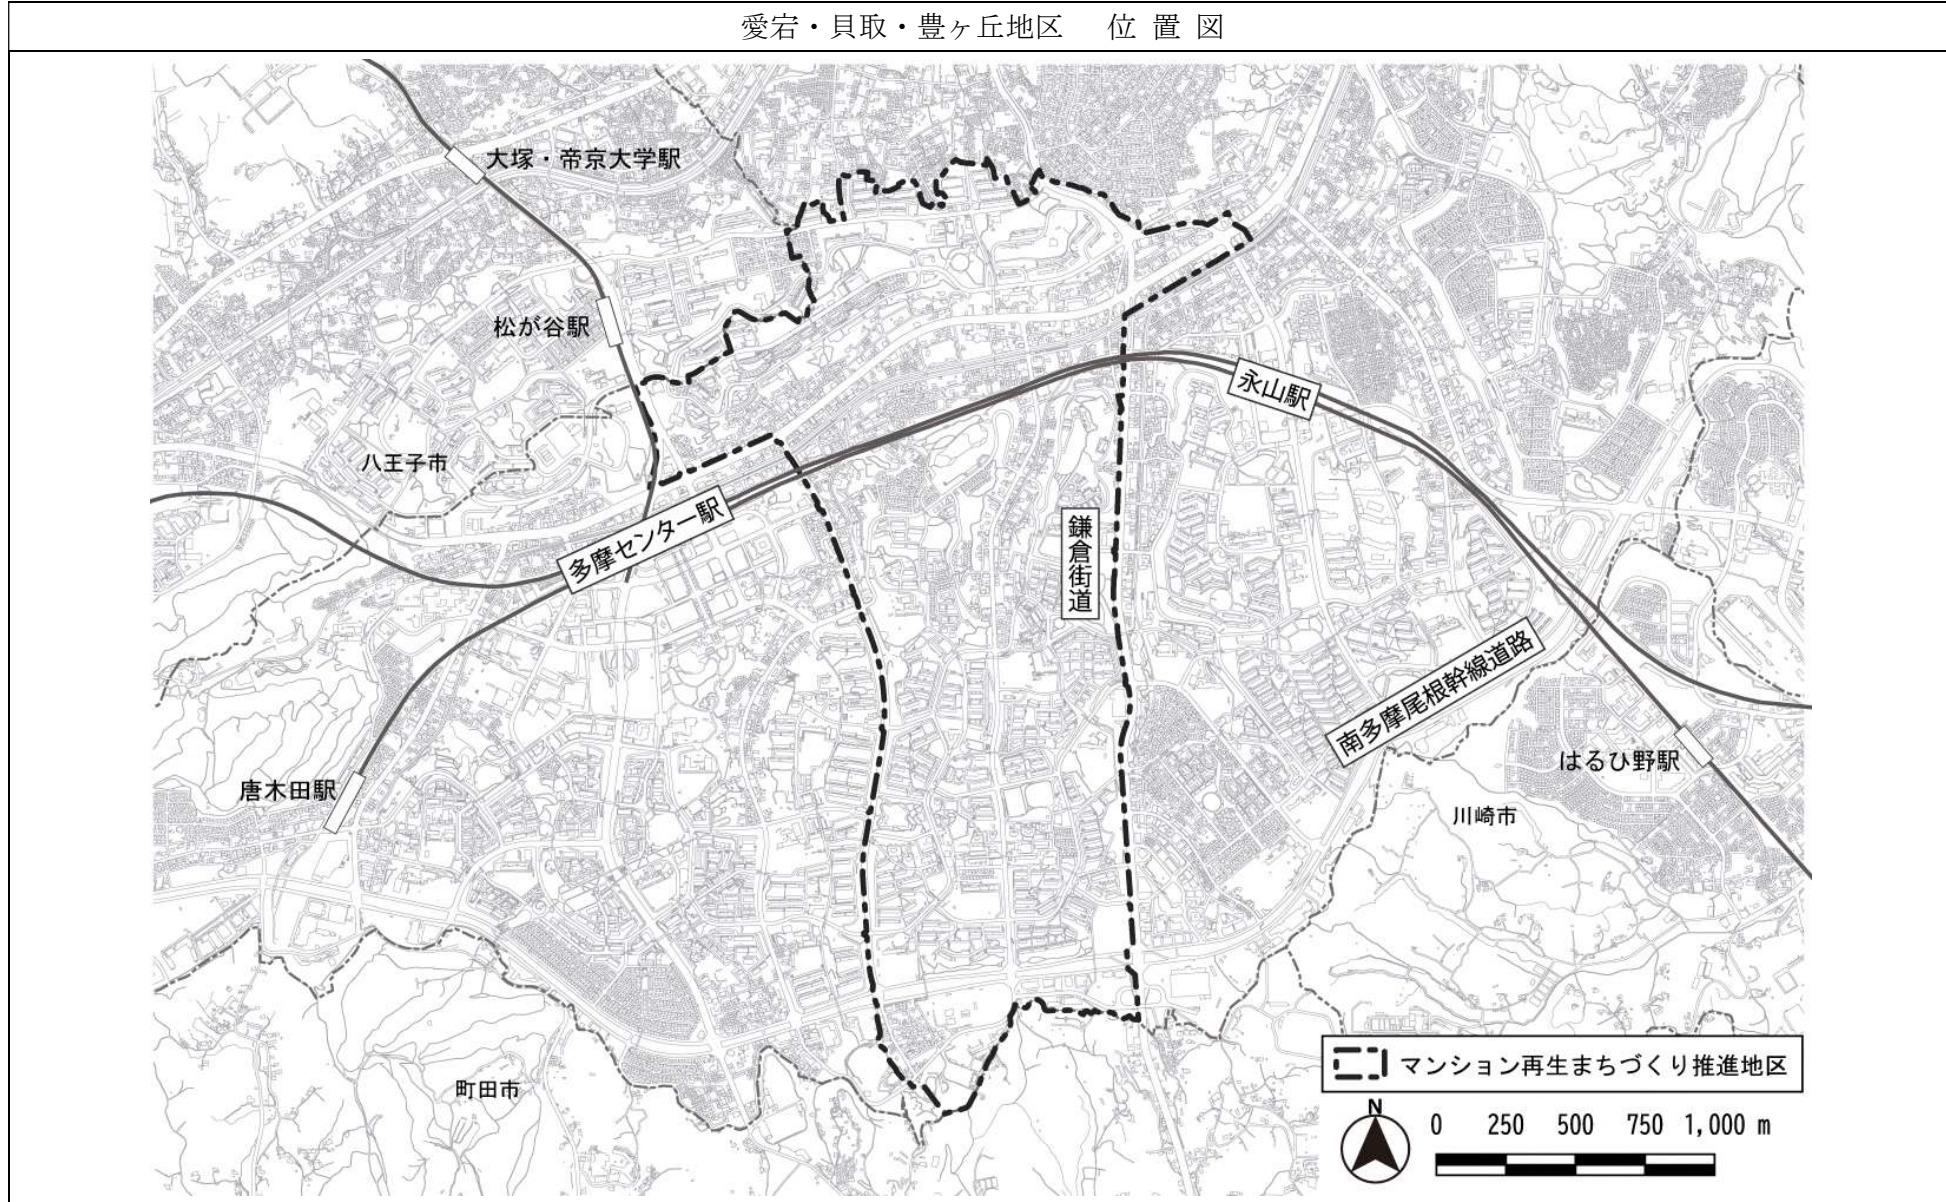 愛宕・貝取・豊ヶ丘地区　位 置 図
大塚・帝京大学駅
松が谷駅
永山駅
八王子市
多摩センター駅
鎌倉街道
南多摩尾根幹線道路
はるひ野駅
唐木田駅
川崎市
町田市
マンション再生まちづくり推進地区
N
0 250 500 750 1,000 m